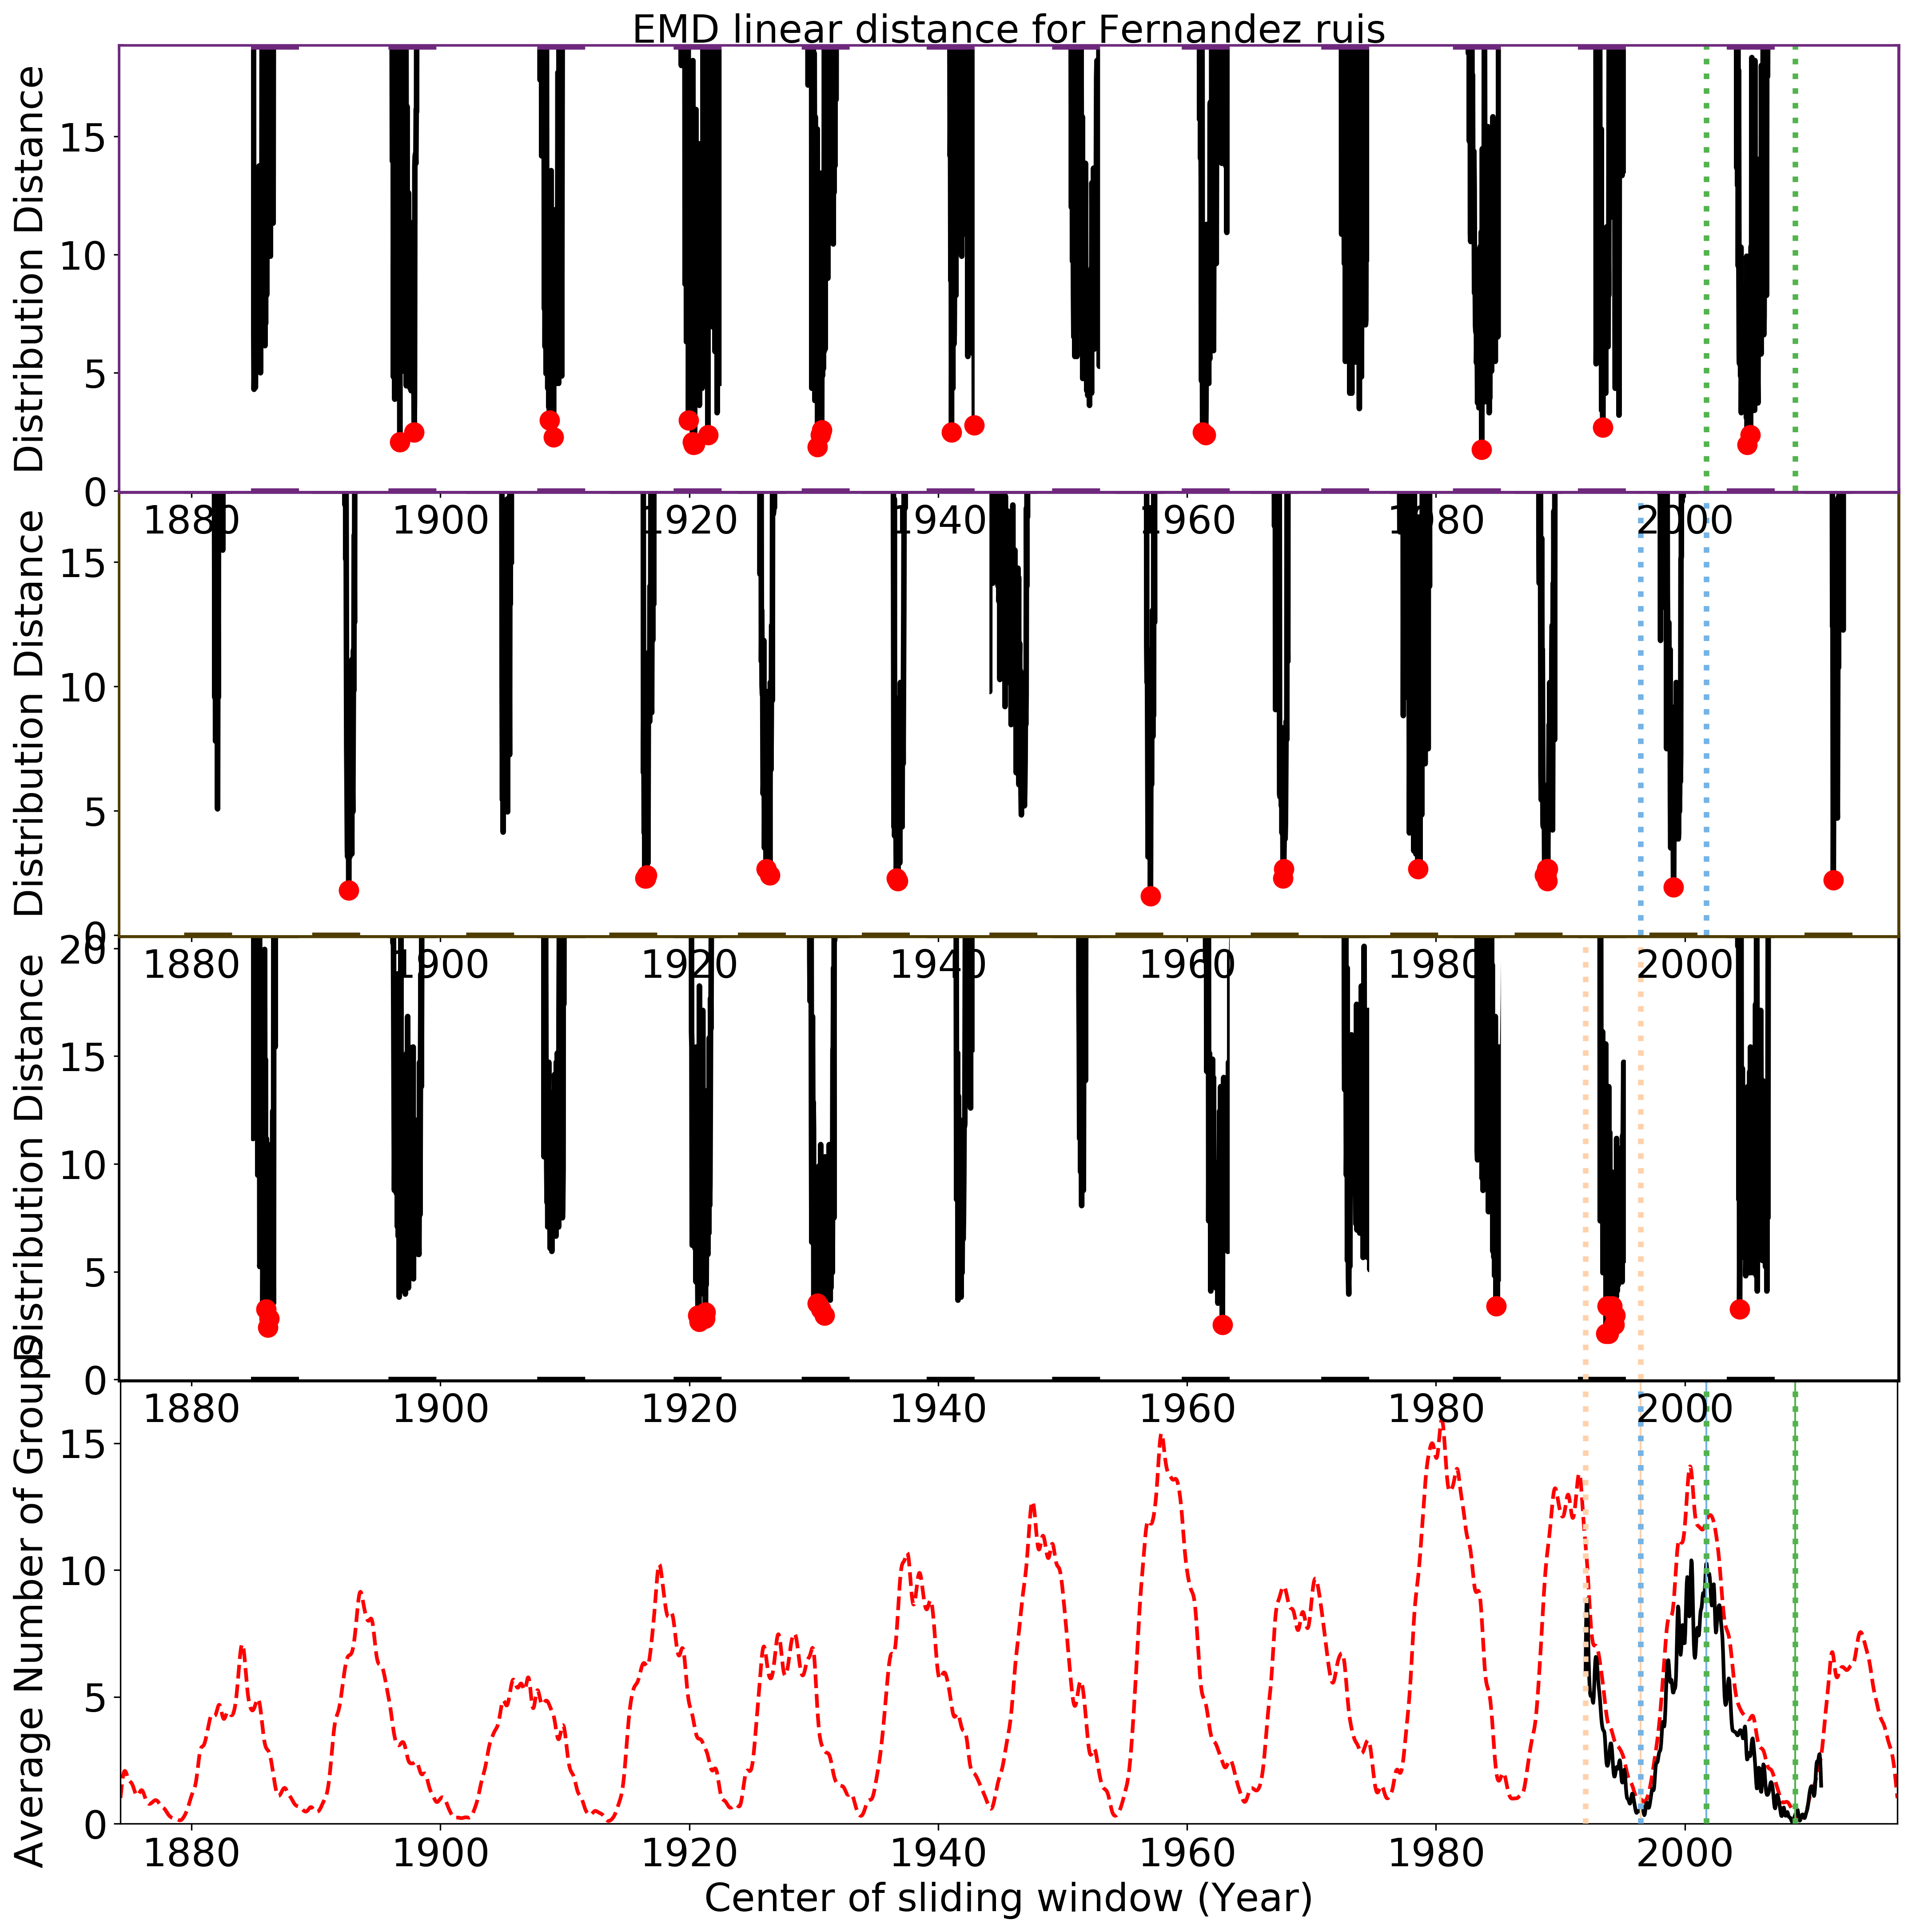 EMD linear distance for Fernandez ruis
Distribution Distance
15
10
5
0
1880 1900 1920 1940 1960 1980 2000
Distribution Distance
15
10
5
0
1880 1900 1920 1940 1960 1980 2000
Distribution Distance
20
15
10
5
0
1880 1900 1920 1940 1960 1980 2000
Average Number of Groups
15
10
5
0
1880 1900 1920 1940 1960 1980 2000
Center of sliding window (Year)